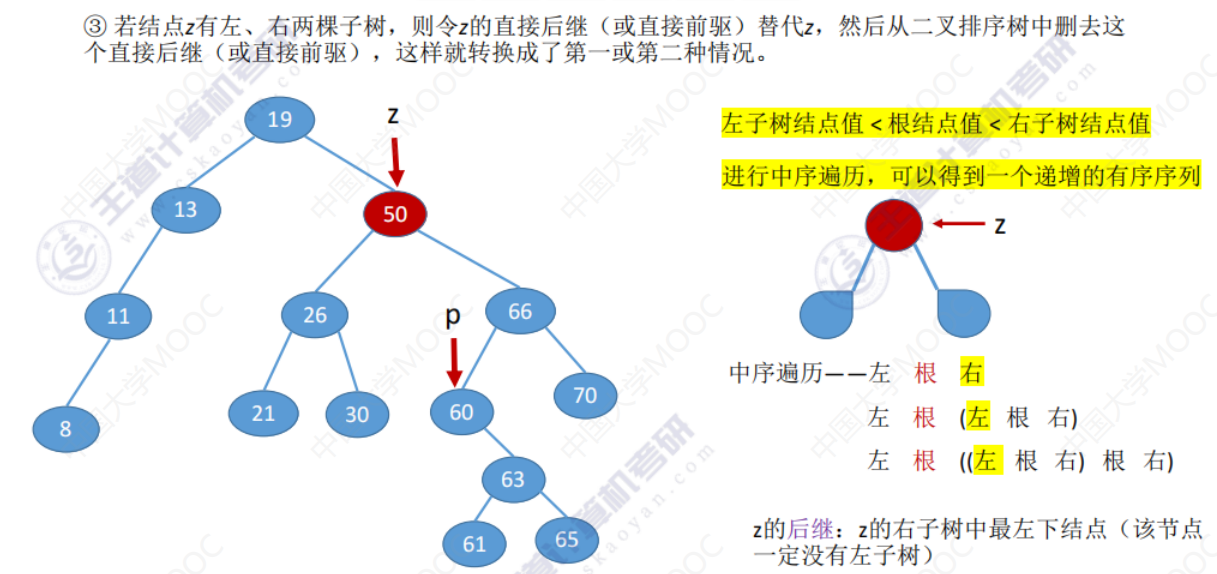 ③ 若结点z有左、右两棵子树，则令z的直接后继（或直接前驱）替代z，然后从二叉排序树中删去这
个直接后继（或直接前驱），这样就转换成了第一或第二种情况。
19
z
13
50
11
26
66
p
8
21
30
60
70
63
61
65
左子树结点值 < 根结点值 < 右子树结点值
进行中序遍历，可以得到一个递增的有序序列
z
中序遍历——左 根 右
左 根 (左 根 右)
左 根 ((左 根 右) 根 右)
z的后继：z的右子树中最左下结点（该节点
一定没有左子树）
王道计算机考研
www.cskaoyan.com
中国大学MOOC